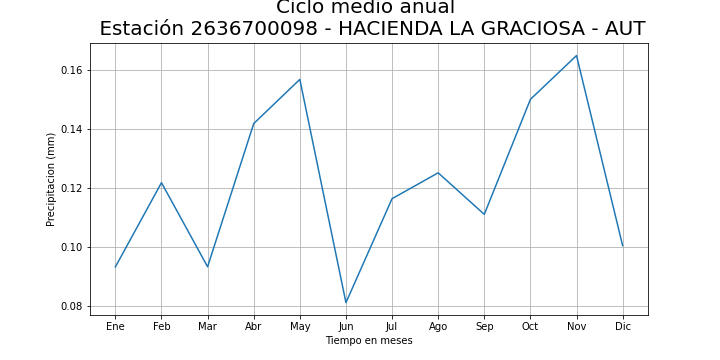 Ciclo medio anual
Estación 2636700098 - HACIENDA LA GRACIOSA - AUT
0.16
0.14
0.12
0.10
0.08
Precipitacion (mm)
Ene Feb Mar Abr May Jun Jul Ago Sep Oct Nov Dic
Tiempo en meses